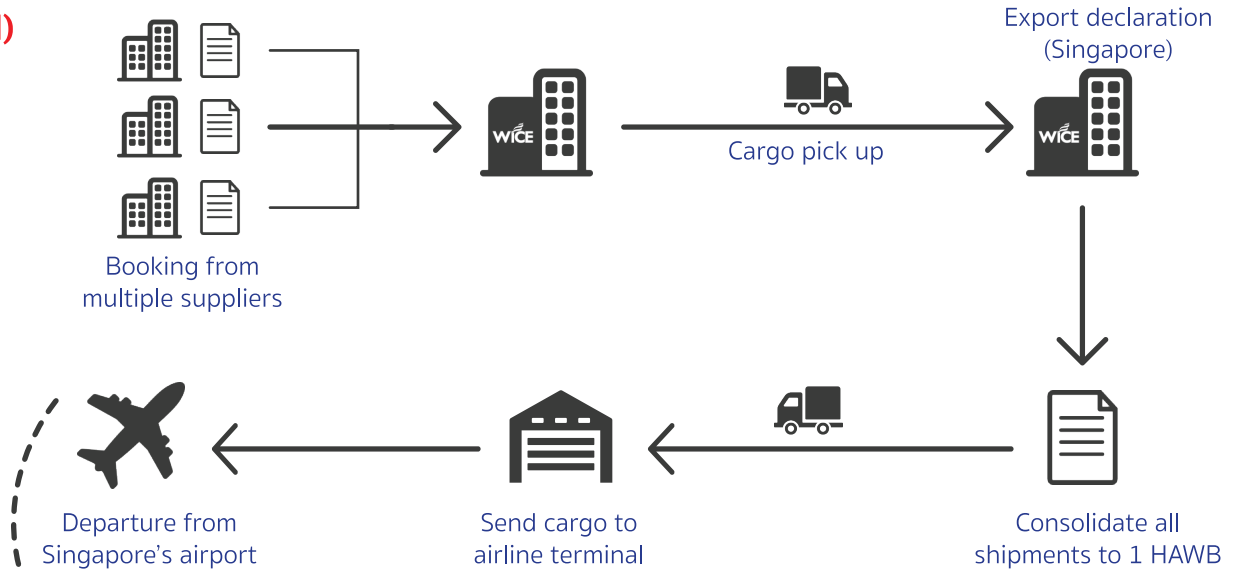 Export declaration
(Singapore)
WICE
WICE
Cargo pick up
Booking from
multiple suppliers
Departure from
Singapore's airport
Send cargo to
airline terminal
Consolidate all
shipments to 1 HAWB